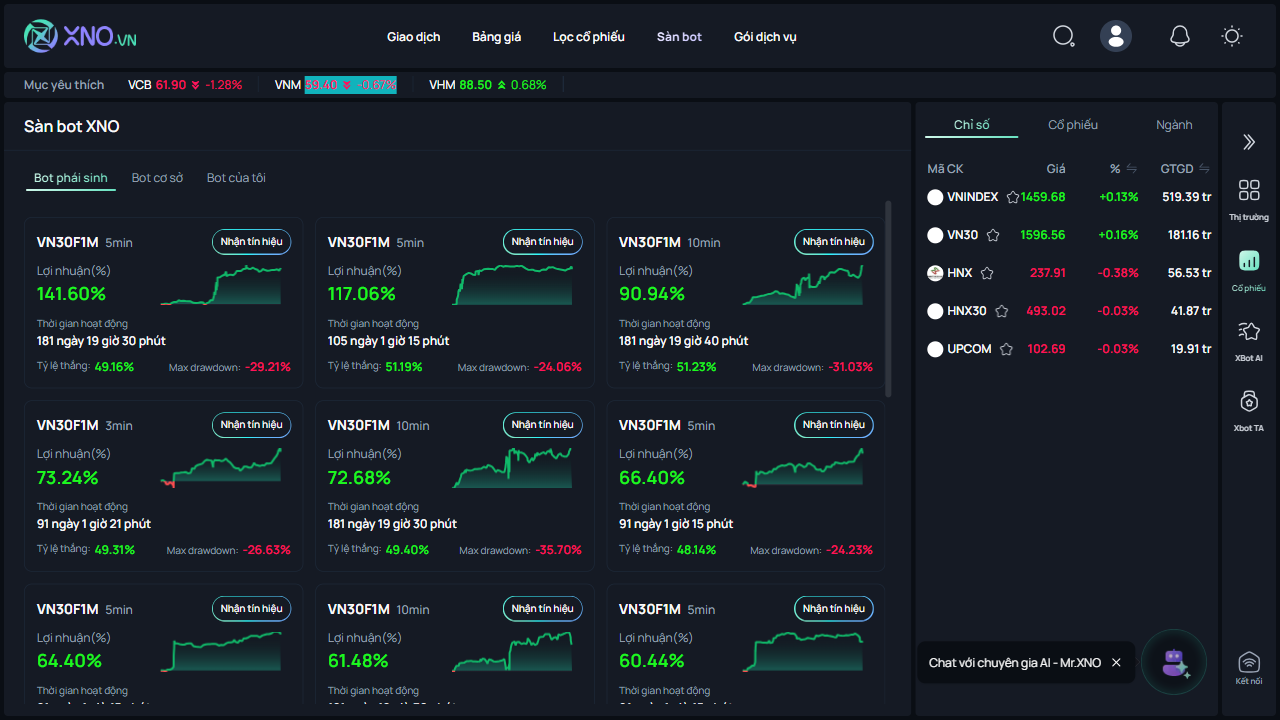 XNO.VN
Giao dịch Bảng giá Lọc cổ phiếu Sàn bot Gói dịch vụ
Mục yêu thích VCB 61.90 -1.28% VNM 59.40 -0.67% VHM 88.50 0.68%
Sàn bot XNO
Bot phái sinh Bot cơ sở Bot của tôi
VN30F1M 5min Nhận tín hiệu
Lợi nhuận(%)
141.60%
Thời gian hoạt động
181 ngày 19 giờ 30 phút
Tỷ lệ thắng: 49.16% Max drawdown: -29.21%
VN30F1M 5min Nhận tín hiệu
Lợi nhuận(%)
117.06%
Thời gian hoạt động
105 ngày 1 giờ 15 phút
Tỷ lệ thắng: 51.19% Max drawdown: -24.06%
VN30F1M 10min Nhận tín hiệu
Lợi nhuận(%)
90.94%
Thời gian hoạt động
181 ngày 19 giờ 40 phút
Tỷ lệ thắng: 51.23% Max drawdown: -31.03%
VN30F1M 3min Nhận tín hiệu
Lợi nhuận(%)
73.24%
Thời gian hoạt động
91 ngày 1 giờ 21 phút
Tỷ lệ thắng: 49.31% Max drawdown: -26.63%
VN30F1M 10min Nhận tín hiệu
Lợi nhuận(%)
72.68%
Thời gian hoạt động
181 ngày 19 giờ 30 phút
Tỷ lệ thắng: 49.40% Max drawdown: -35.70%
VN30F1M 5min Nhận tín hiệu
Lợi nhuận(%)
66.40%
Thời gian hoạt động
91 ngày 1 giờ 15 phút
Tỷ lệ thắng: 48.14% Max drawdown: -24.23%
VN30F1M 5min Nhận tín hiệu
Lợi nhuận(%)
64.40%
Thời gian hoạt động
VN30F1M 10min Nhận tín hiệu
Lợi nhuận(%)
61.48%
Thời gian hoạt động
VN30F1M 5min Nhận tín hiệu
Lợi nhuận(%)
60.44%
Thời gian hoạt động
Chỉ số Cổ phiếu Ngành
Mã CK Giá % GTGD
VNINDEX 1459.68 +0.13% 519.39 tr
VN30 1596.56 +0.16% 181.16 tr
HNX 237.91 -0.38% 56.53 tr
HNX30 493.02 -0.03% 41.87 tr
UPCOM 102.69 -0.03% 19.91 tr
Chat với chuyên gia AI - Mr.XNO
Thị trường
Cổ phiếu
XBot AI
Xbot TA
Kết nối